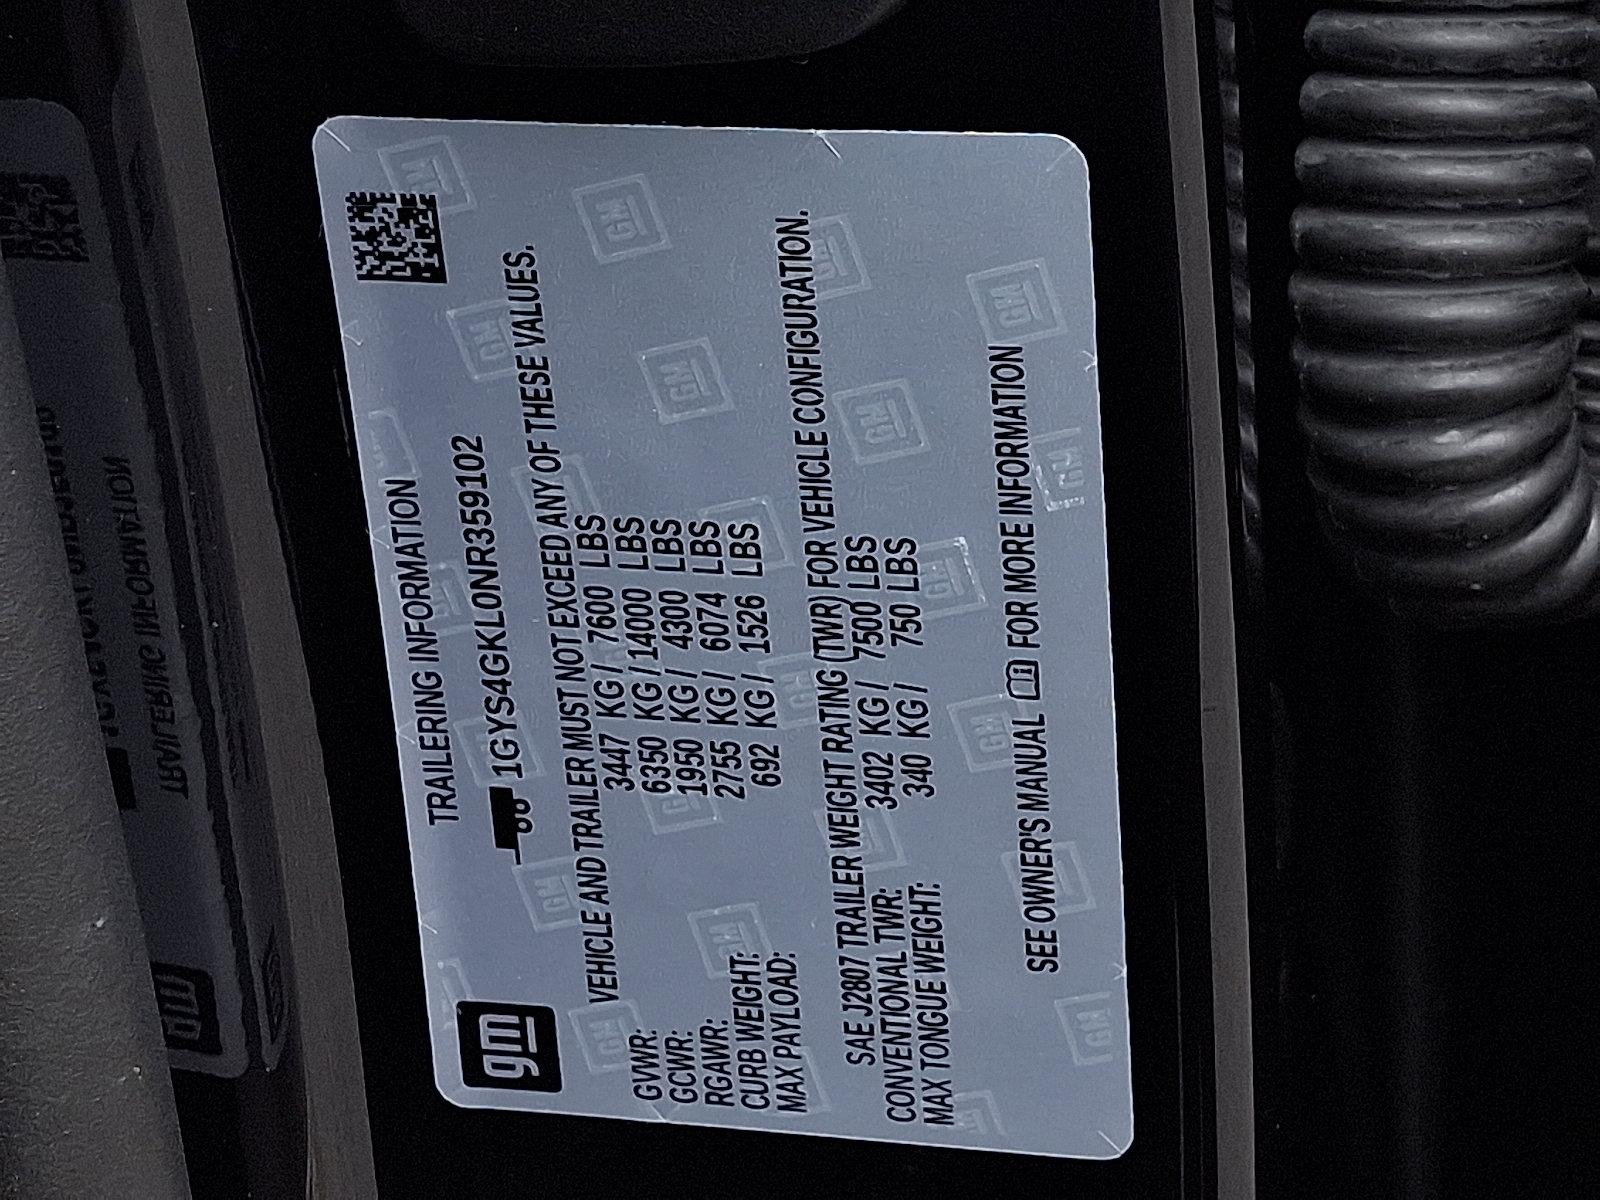 gm
TRAILERING INFORMATION
1GYS4GKL0NR359102
VEHICLE AND TRAILER MUST NOT EXCEED ANY OF THESE VALUES.
GVWR: 3447 KG / 7600 LBS
GCWR: 6350 KG / 14000 LBS
RGAWR: 1950 KG / 4300 LBS
CURB WEIGHT: 2755 KG / 6074 LBS
MAX PAYLOAD: 692 KG / 1526 LBS
SAE J2807 TRAILER WEIGHT RATING (TWR) FOR VEHICLE CONFIGURATION.
CONVENTIONAL TWR: 3402 KG / 7500 LBS
MAX TONGUE WEIGHT: 340 KG / 750 LBS
SEE OWNER'S MANUAL FOR MORE INFORMATION